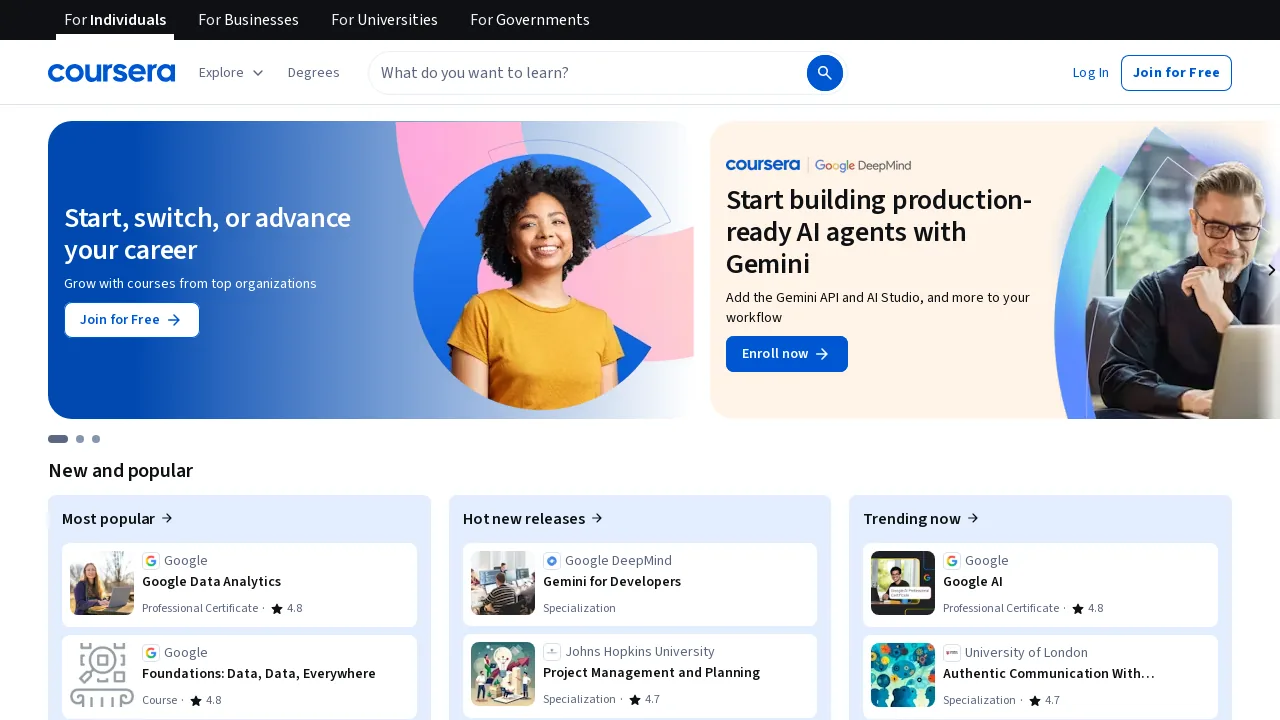 For Individuals
For Businesses
For Universities
For Governments
coursera
Explore
Degrees
What do you want to learn?
Log In
Join for Free
Start, switch, or advance
your career
Grow with courses from top organizations
Join for Free
coursera | Google DeepMind
Start building production-
ready AI agents with
Gemini
Add the Gemini API and AI Studio, and more to your
workflow
Enroll now
New and popular
Most popular
Google
Google Data Analytics
Professional Certificate · 4.8
Google
Foundations: Data, Data, Everywhere
Course · 4.8
Hot new releases
Google DeepMind
Gemini for Developers
Specialization
Johns Hopkins University
Project Management and Planning
Specialization · 4.7
Trending now
Google
Google AI
Professional Certificate · 4.8
University of London
Authentic Communication With…
Specialization · 4.7